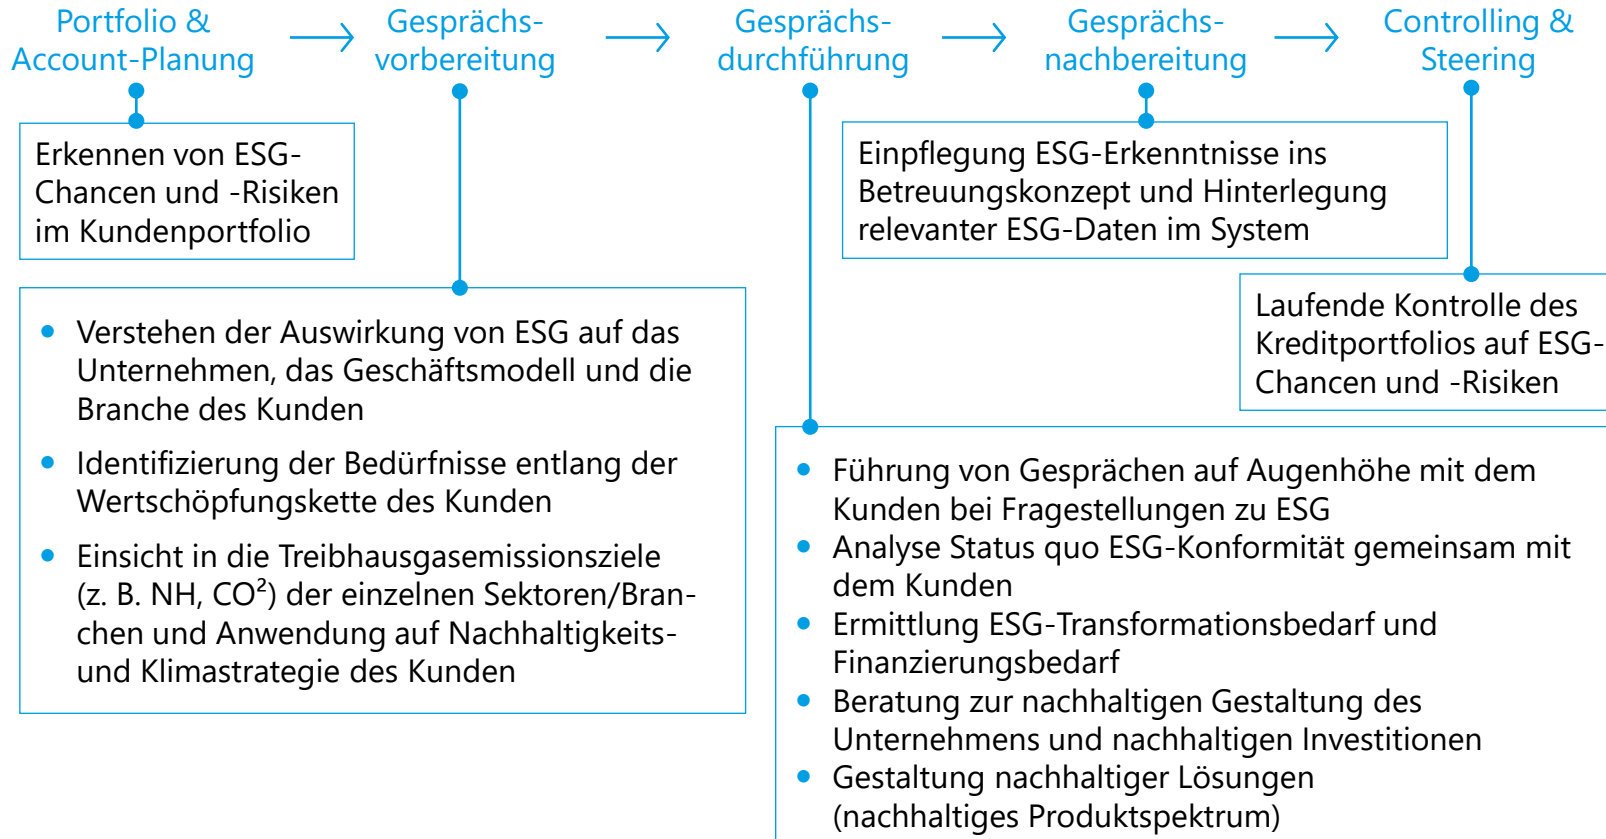 Portfolio &
Account-Planung
Gesprächs-
vorbereitung
Gesprächs-
durchführung
Gesprächs-
nachbereitung
Controlling &
Steering
Erkennen von ESG-
Chancen und -Risiken
im Kundenportfolio
Einpflegung ESG-Erkenntnisse ins
Betreuungskonzept und Hinterlegung
relevanter ESG-Daten im System
Laufende Kontrolle des
Kreditportfolios auf ESG-
Chancen und -Risiken
• Verstehen der Auswirkung von ESG auf das
Unternehmen, das Geschäftsmodell und die
Branche des Kunden
• Identifizierung der Bedürfnisse entlang der
Wertschöpfungskette des Kunden
• Einsicht in die Treibhausgasemissionsziele
(z. B. NH, CO²) der einzelnen Sektoren/Bran-
chen und Anwendung auf Nachhaltigkeits-
und Klimastrategie des Kunden
• Führung von Gesprächen auf Augenhöhe mit dem
Kunden bei Fragestellungen zu ESG
• Analyse Status quo ESG-Konformität gemeinsam mit
dem Kunden
• Ermittlung ESG-Transformationsbedarf und
Finanzierungsbedarf
• Beratung zur nachhaltigen Gestaltung des
Unternehmens und nachhaltigen Investitionen
• Gestaltung nachhaltiger Lösungen
(nachhaltiges Produktspektrum)